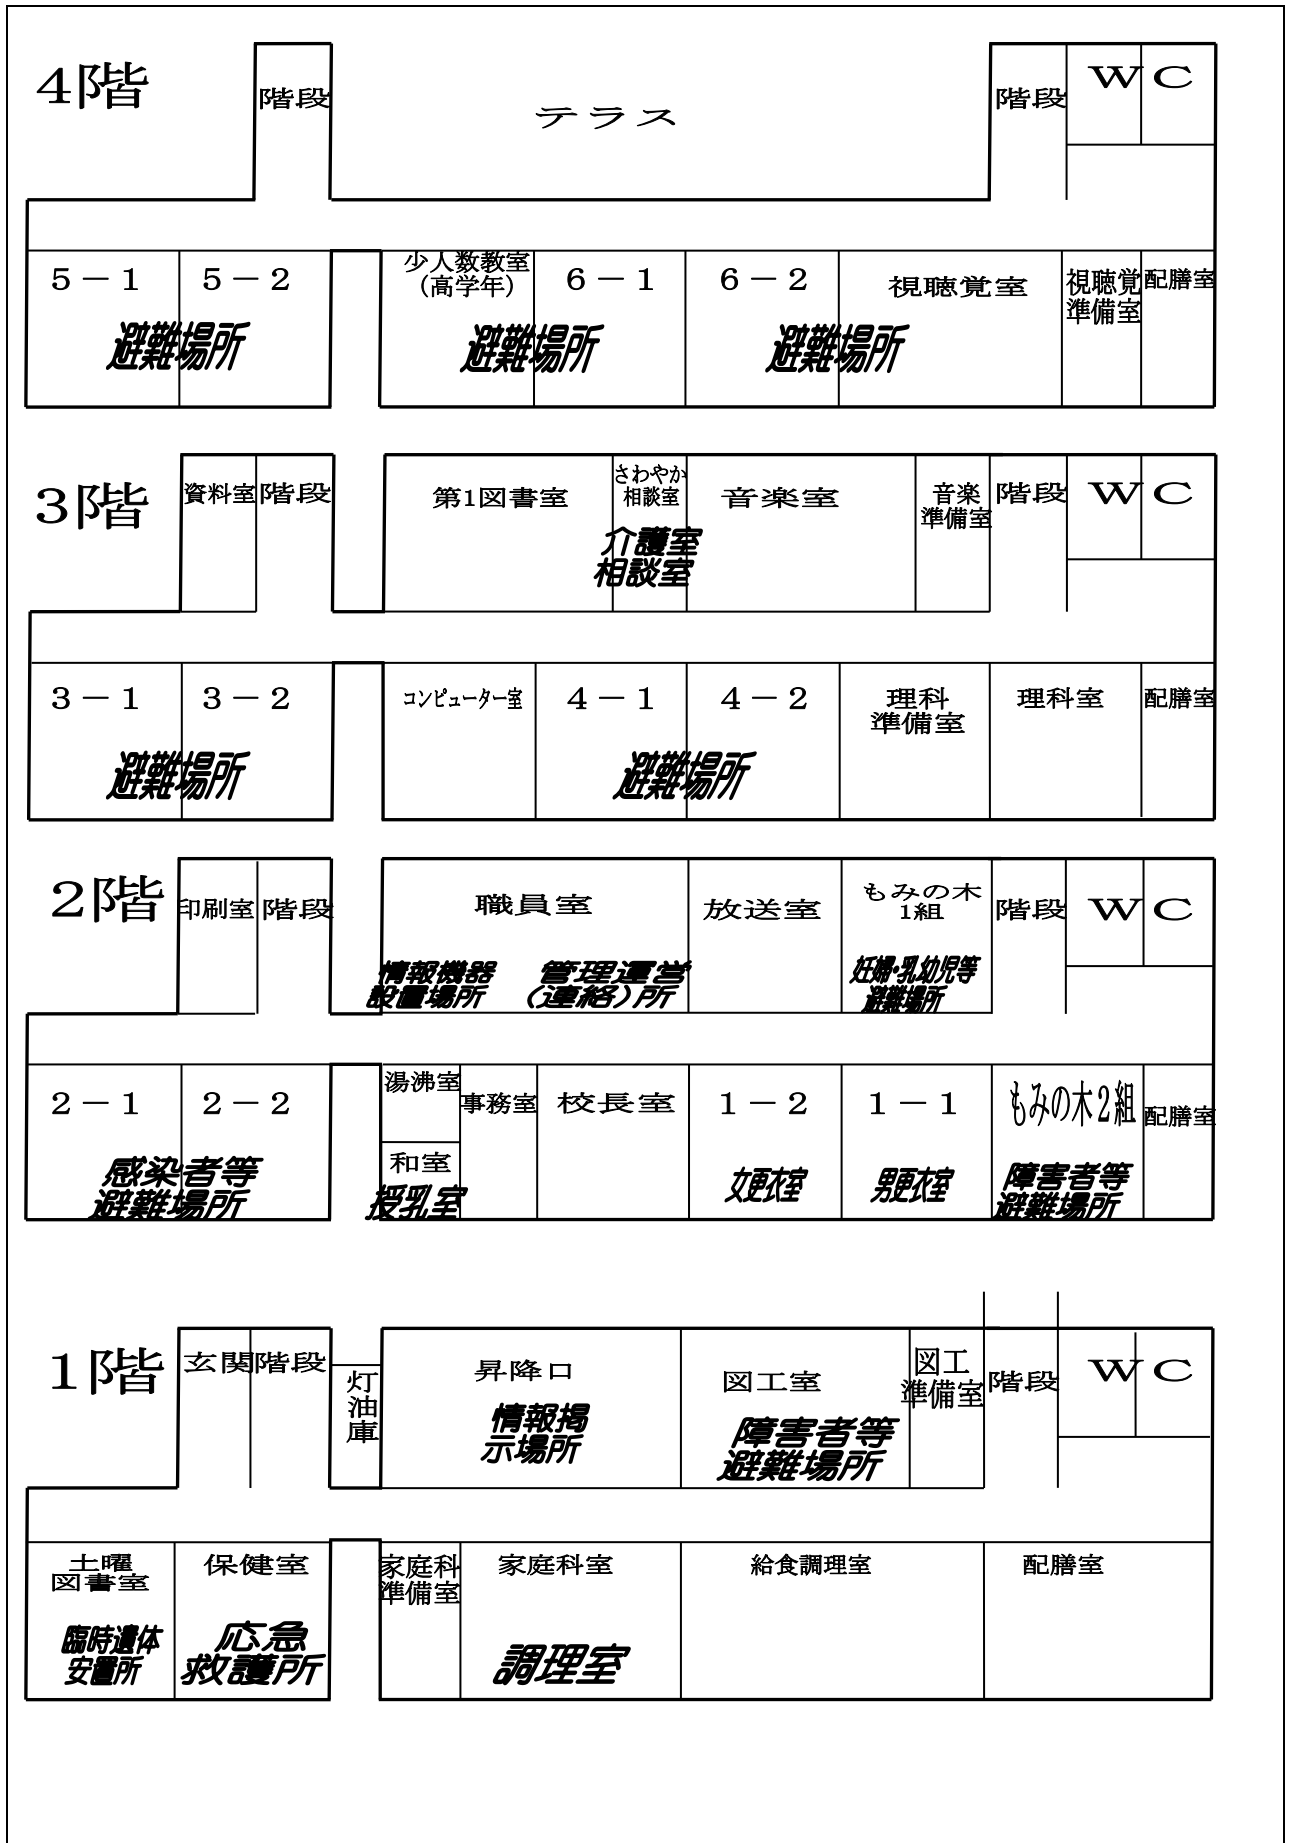 4階
階段
テラス
階段
WC
5－1
5－2
少人数教室
（高学年）
6－1
6－2
視聴覚室
視聴覚
準備室
配膳室
避難場所
避難場所
避難場所
3階
資料室
階段
第1図書室
さわやか
相談室
音楽室
音楽
準備室
階段
WC
介護室
相談室
3－1
3－2
コンピューター室
4－1
4－2
理科
準備室
理科室
配膳室
避難場所
避難場所
2階
印刷室
階段
職員室
放送室
もみの木
1組
階段
WC
情報機器
設置場所
管理運営
（連絡）所
妊婦・乳幼児等
避難場所
2－1
2－2
湯沸室
事務室
校長室
1－2
1－1
もみの木2組
配膳室
和室
感染者等
避難場所
授乳室
女更衣室
男更衣室
障害者等
避難場所
1階
玄関
階段
灯油庫
昇降口
図工室
図工
準備室
階段
WC
情報掲
示場所
障害者等
避難場所
土曜
図書室
保健室
家庭科
準備室
家庭科室
給食調理室
配膳室
臨時遺体
安置所
応急
救護所
調理室